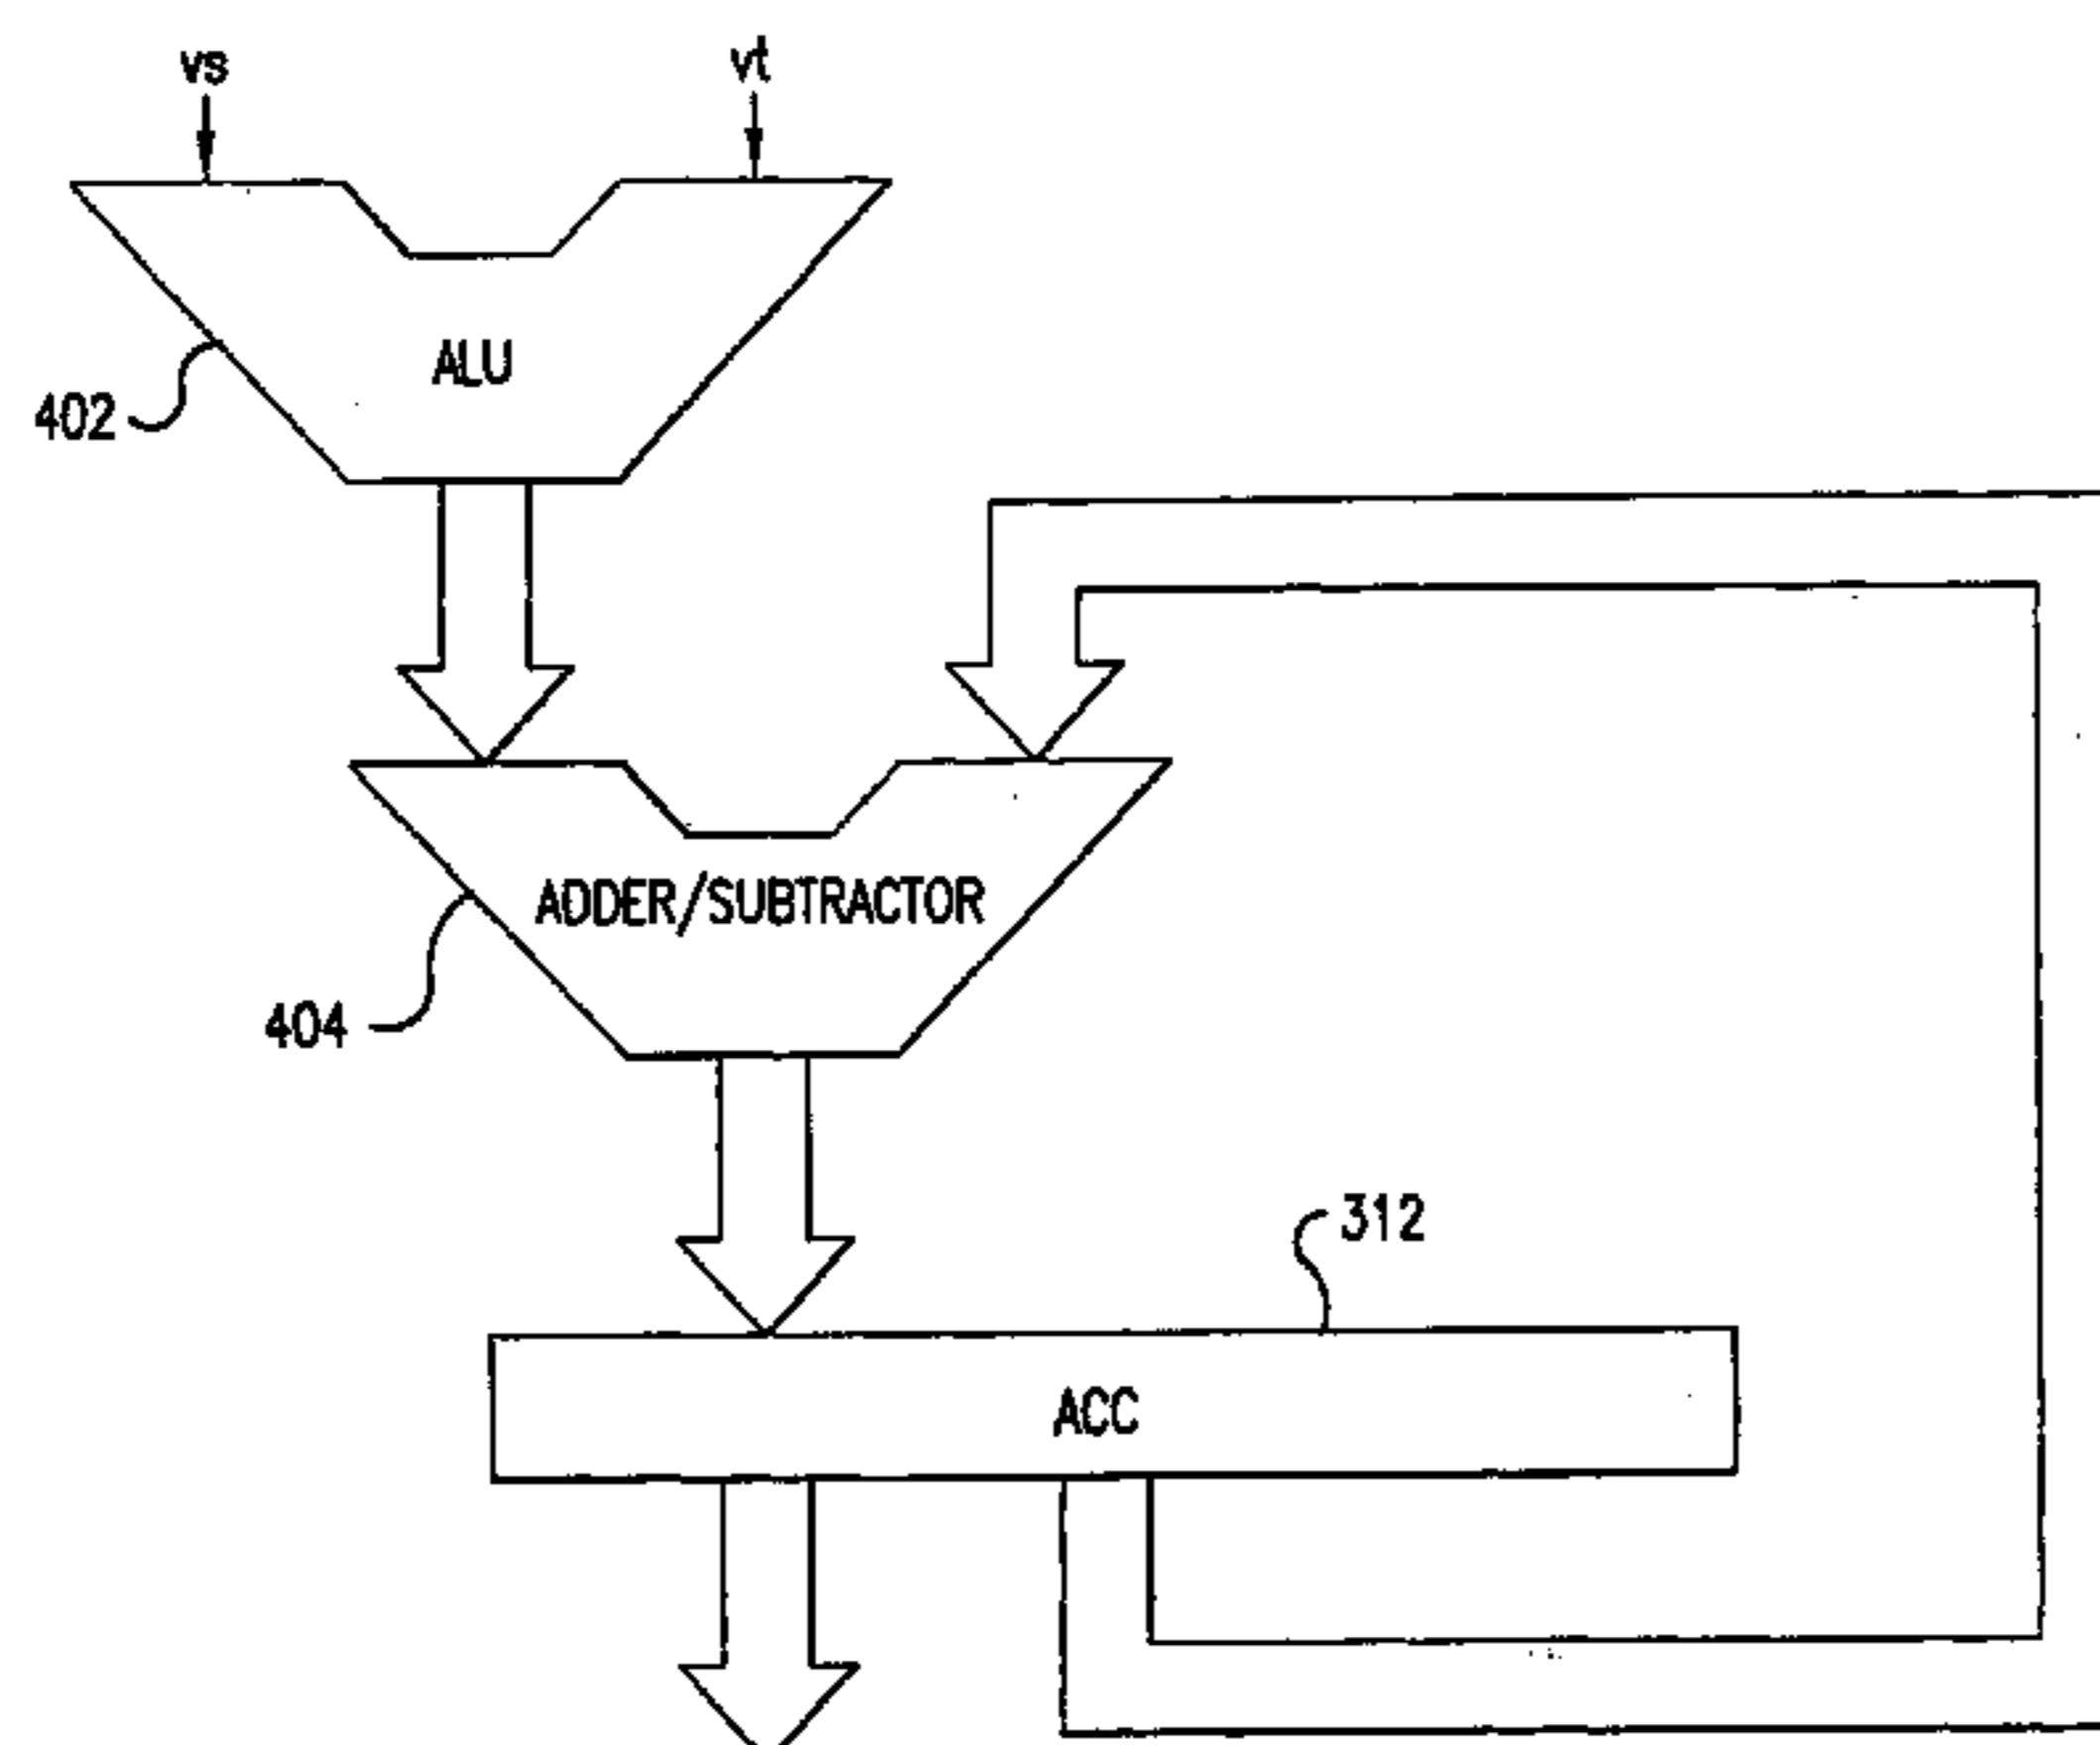 vs
vt
ALU
402
ADDER/SUBTRACTOR
404
312
ACC